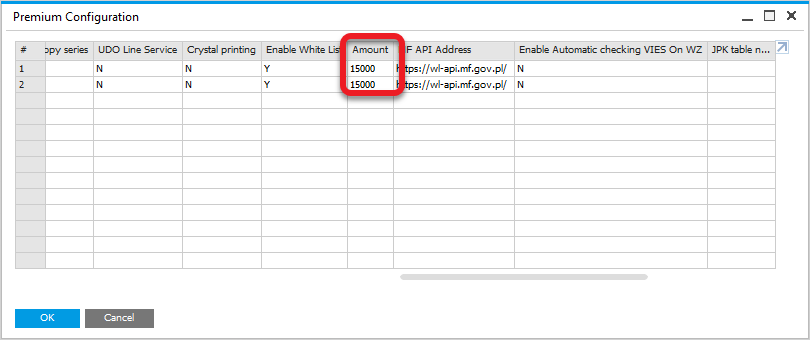 Premium Configuration
# opy series UDO Line Service Crystal printing Enable White Lis Amount F API Address Enable Automatic checking VIES On WZ JPK table n...
1 N N Y 15000 https://wl-api.mf.gov.pl/ N
2 N N Y 15000 https://wl-api.mf.gov.pl/ N
OK Cancel